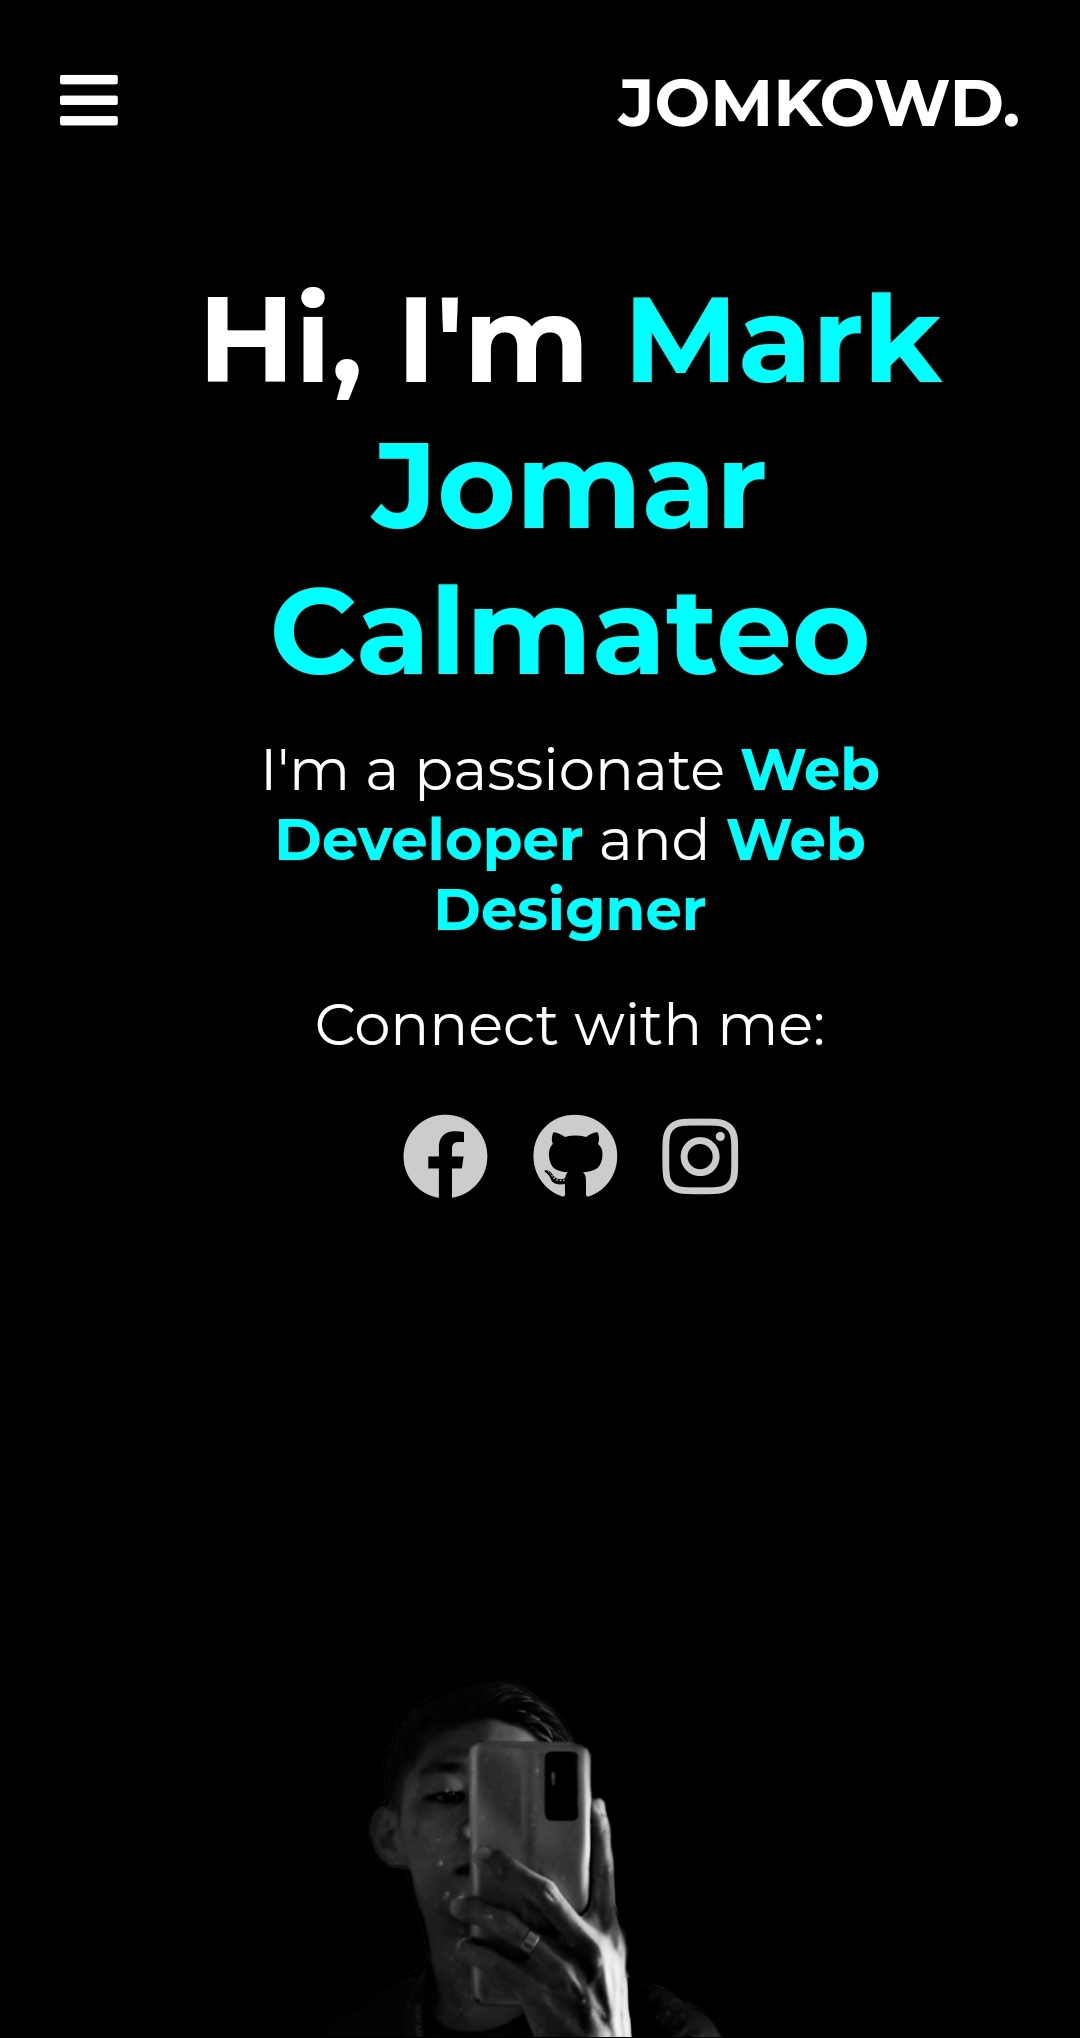 JOMKOWD.
Hi, I'm Mark
Jomar
Calmateo
I'm a passionate Web
Developer and Web
Designer
Connect with me: